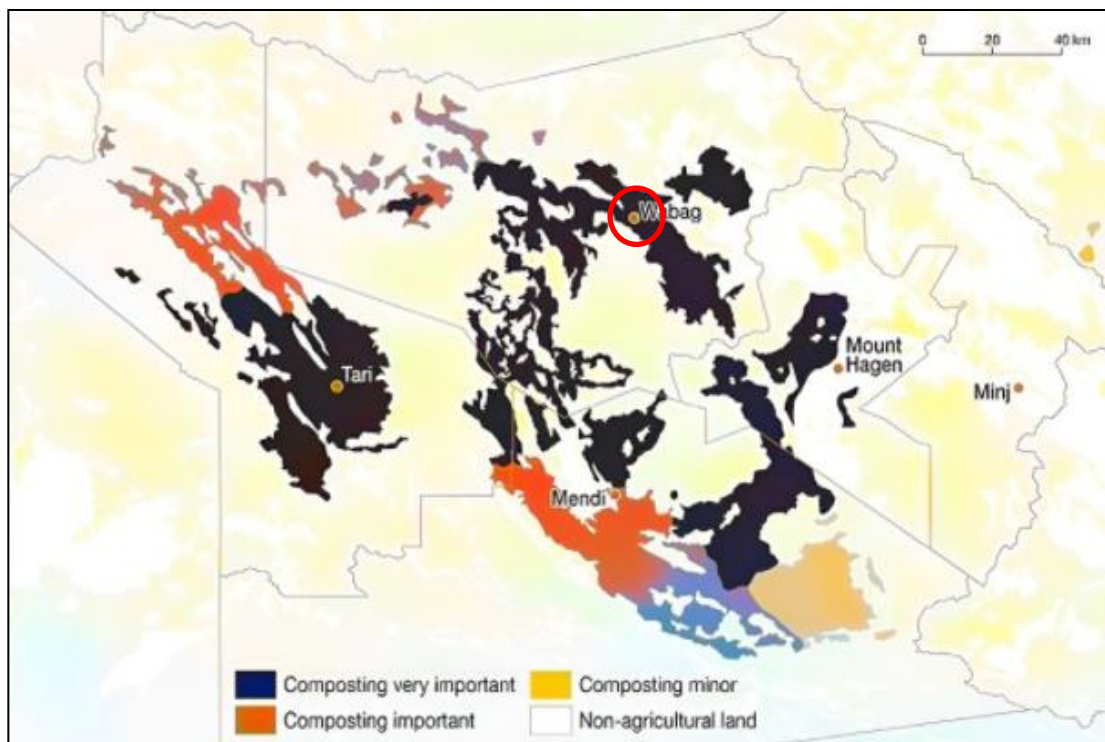 0 20 40 km
Wabag
Mount
Hagen
Tari
Minj
Mendi
Composting very important
Composting minor
Composting important
Non-agricultural land